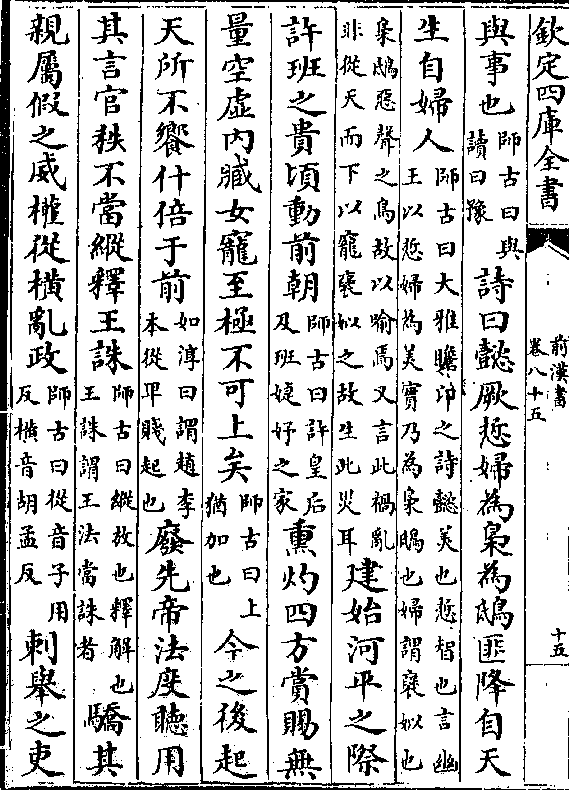 欽定四庫全書
前漢書
卷八十五
十五
與事也師古曰與讀曰豫詩曰懿厥悊婦為梟為鴟匪降自天
生自婦人師古曰大雅瞻卬之詩懿美也悊智也言幽王以悊婦為美實乃為梟鴟也婦謂褒姒也
梟鴟惡聲之鳥故以喻焉又言此禍亂非從天而下以寵褒姒之故生此災耳建始河平之際
許班之貴頃動前朝師古曰許皇后及班婕妤之家熏灼四方賞賜無
量空虛內臧女寵至極不可上矣師古曰上猶加也今之後起
天所不饗什倍于前如淳曰謂趙李本從卑賤起也廢先帝法度聽用
其言官秩不當縱釋王誅師古曰縱放也釋解也王誅謂王法當誅者驕其
親屬假之威權從橫亂政師古曰從音子用反橫音胡孟反刺舉之吏